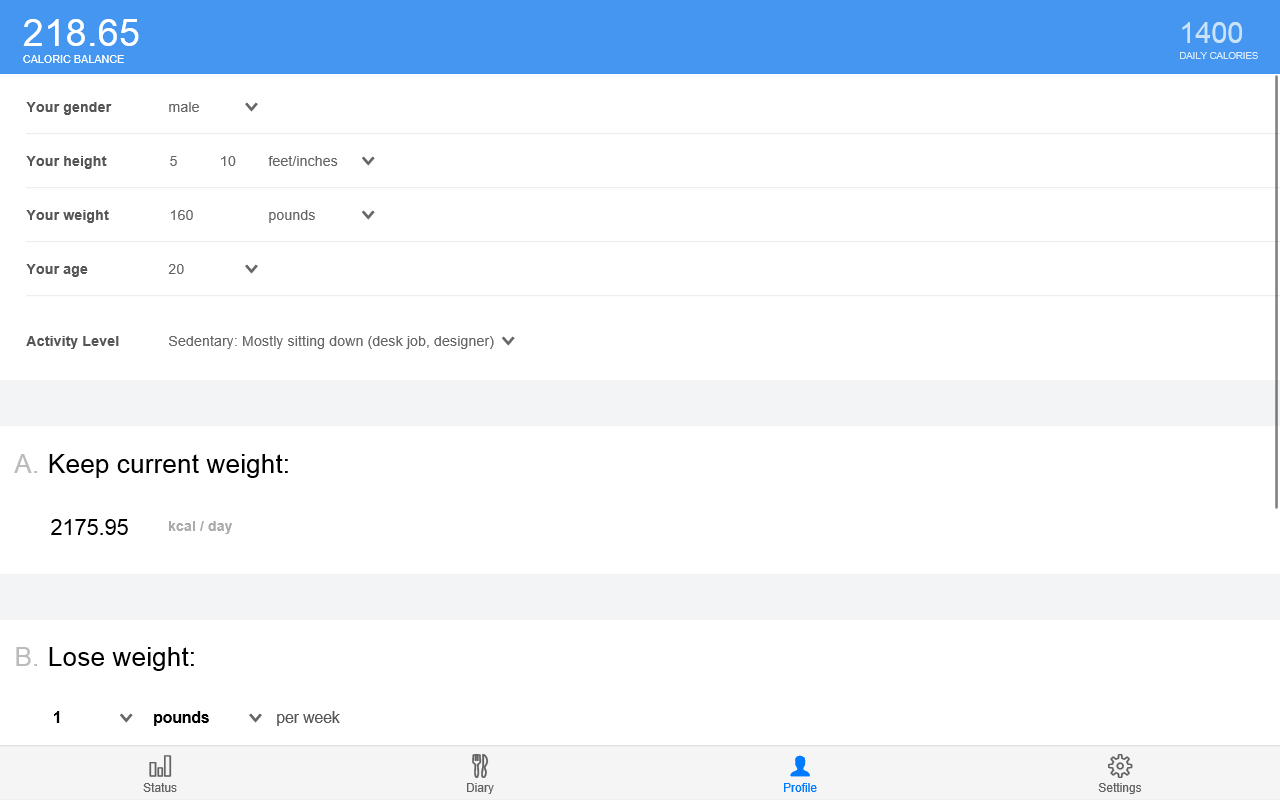 218.65
CALORIC BALANCE
1400
DAILY CALORIES
Your gender male
Your height 5 10 feet/inches
Your weight 160 pounds
Your age 20
Activity Level Sedentary: Mostly sitting down (desk job, designer)
A. Keep current weight:
2175.95 kcal / day
B. Lose weight:
1 pounds per week
Status Diary Profile Settings